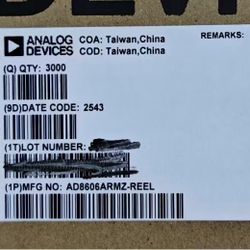 ANALOG DEVICES
COA: Taiwan,China
COD: Taiwan,China
REMARKS:
(Q) QTY: 3000
(9D)DATE CODE: 2543
(1T)LOT NUMBER:
(1P)MFG NO: AD8606ARMZ-REEL